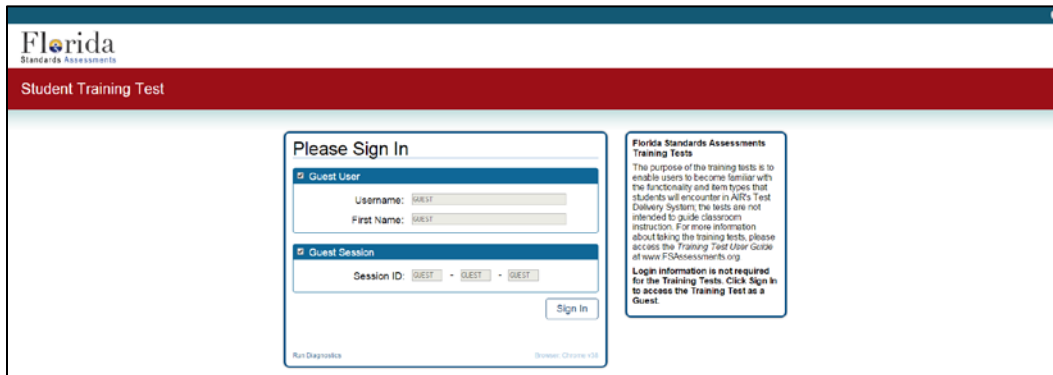 Florida
Standards Assessments
Student Training Test
Please Sign In
Guest User
Username: GUEST
First Name: GUEST
Guest Session
Session ID: GUEST - GUEST - GUEST
Sign In
Run Diagnostics
Browser: Chrome v38
Florida Standards Assessments
Training Tests
The purpose of the training tests is to
enable users to become familiar with
the functionality and item types that
students will encounter in AIR's Test
Delivery System; the tests are not
intended to guide classroom
instruction. For more information
about taking the training tests, please
access the Training Test User Guide
at www.FSAssessments.org.
Login information is not required
for the Training Tests. Click Sign In
to access the Training Test as a
Guest.